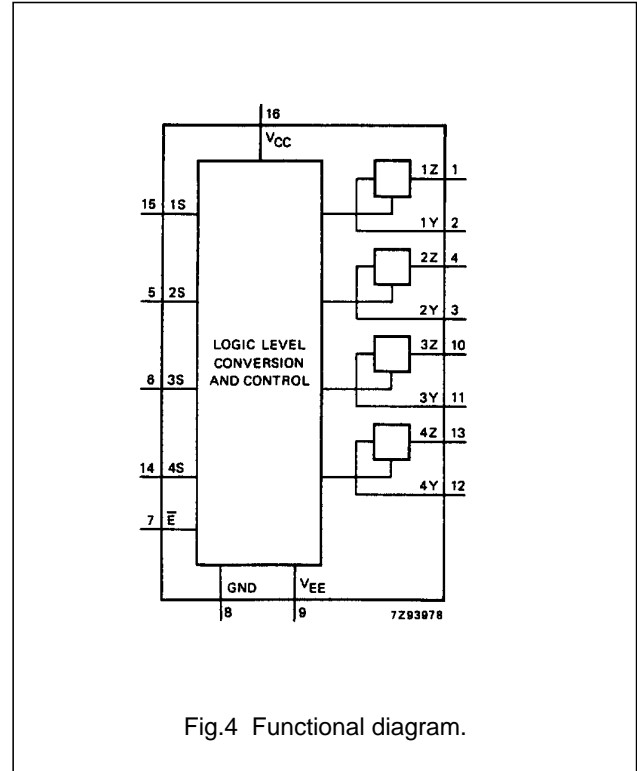 16
VCC
15 1S
5 2S
6 3S
14 4S
7 E̅
LOGIC LEVEL
CONVERSION
AND CONTROL
1Z 1
1Y 2
2Z 4
2Y 3
3Z 10
3Y 11
4Z 13
4Y 12
GND
8
VEE
9
7Z93978
Fig.4 Functional diagram.